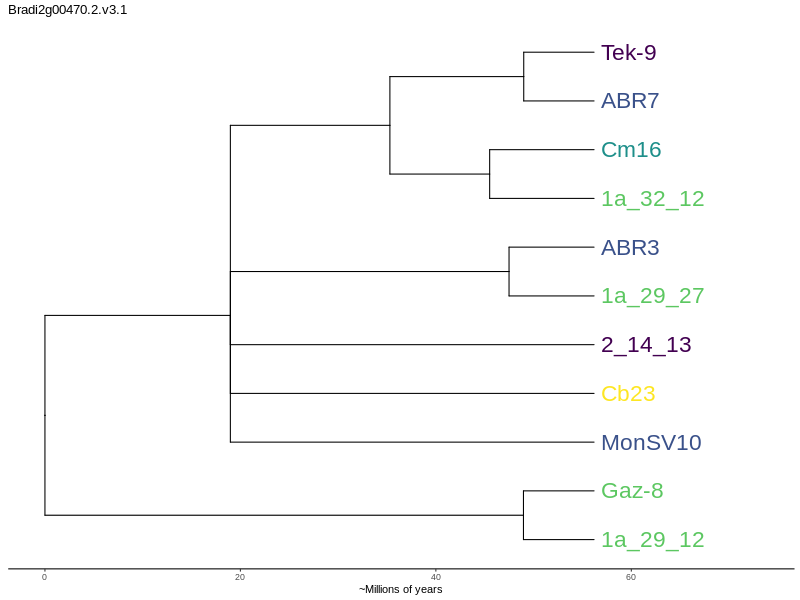 Bradi2g00470.2.v3.1
Tek-9
ABR7
Cm16
1a_32_12
ABR3
1a_29_27
2_14_13
Cb23
MonSV10
Gaz-8
1a_29_12
0 20 40 60
~Millions of years